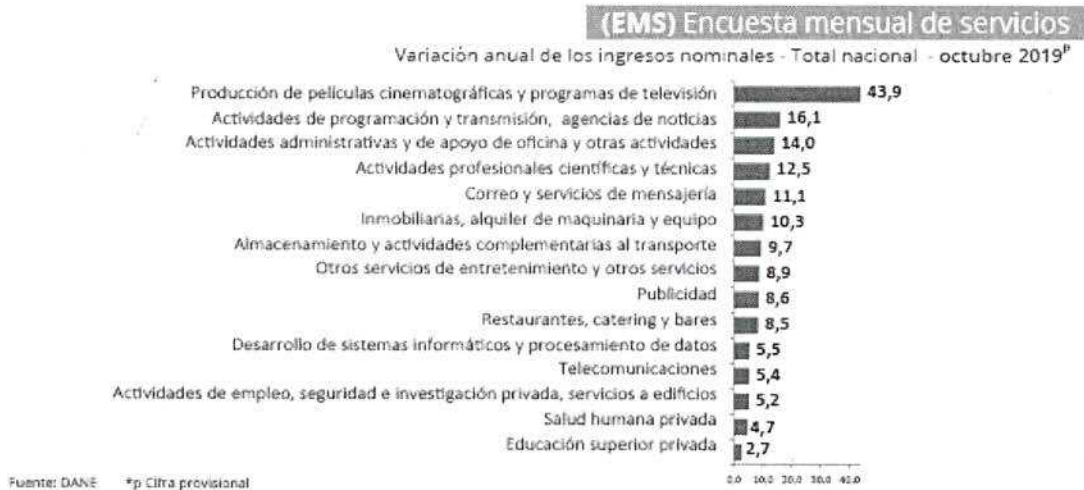 (EMS) Encuesta mensual de servicios
Variación anual de los ingresos nominales - Total nacional - octubre 2019p
Producción de películas cinematográficas y programas de televisión 43,9
Actividades de programación y transmisión, agencias de noticias 16,1
Actividades administrativas y de apoyo de oficina y otras actividades 14,0
Actividades profesionales científicas y técnicas 12,5
Correo y servicios de mensajería 11,1
Inmobiliarias, alquiler de maquinaria y equipo 10,3
Almacenamiento y actividades complementarias al transporte 9,7
Otros servicios de entretenimiento y otros servicios 8,9
Publicidad 8,6
Restaurantes, catering y bares 8,5
Desarrollo de sistemas informáticos y procesamiento de datos 5,5
Telecomunicaciones 5,4
Actividades de empleo, seguridad e investigación privada, servicios a edificios 5,2
Salud humana privada 4,7
Educación superior privada 2,7
0,0 10,0 20,0 30,0 40,0
Fuente: DANE *p Cifra provisional